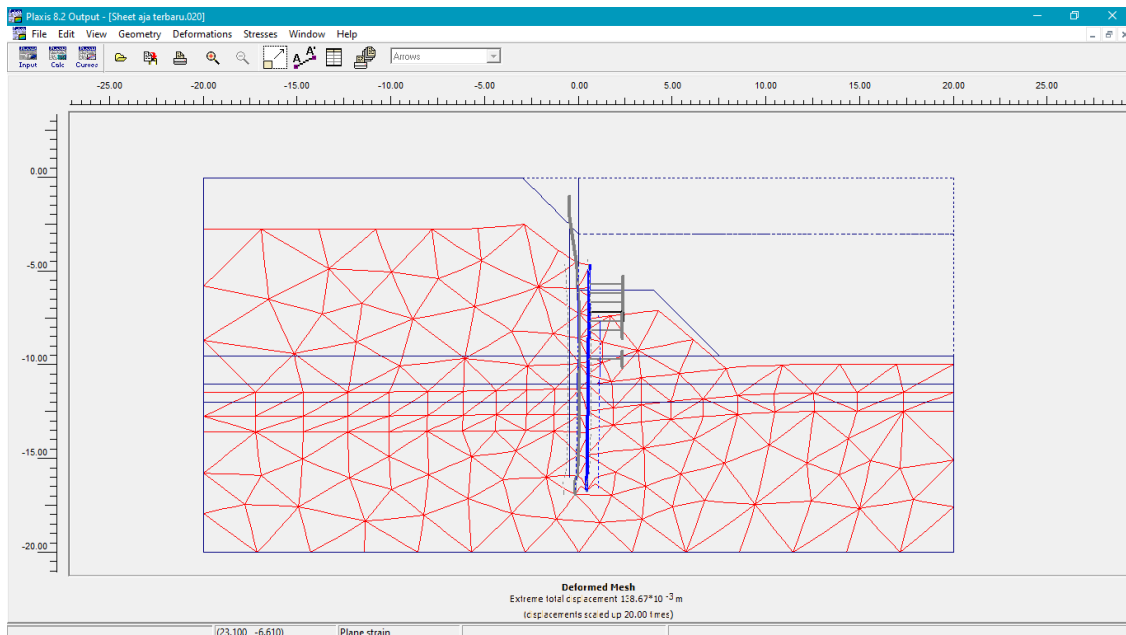 Plaxis 8.2 Output - [Sheet aja terbaru.020]
File Edit View Geometry Deformations Stresses Window Help
Input Calc Curves A A* Arrows
-25.00 -20.00 -15.00 -10.00 -5.00 0.00 5.00 10.00 15.00 20.00 25.00
0.00
-5.00
-10.00
-15.00
-20.00
Deformed Mesh
Extreme total displacement 138.67*10 -3 m
(displacements scaled up 20.00 times)
(23.100 -6.610) Plane strain